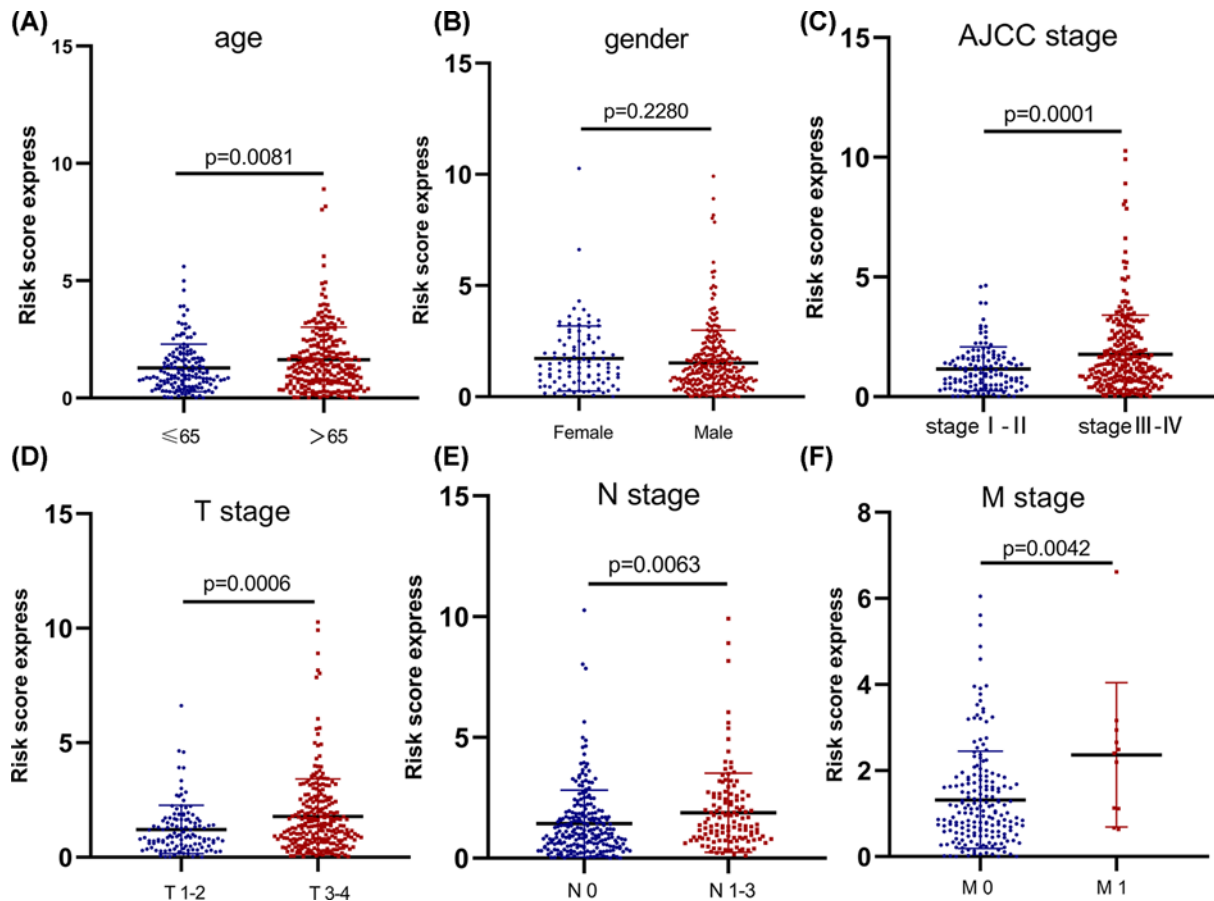 (A)
age
Risk score express
15
10
5
0
p=0.0081
≤65
>65
(B)
gender
Risk score express
15
10
5
0
p=0.2280
Female
Male
(C)
AJCC stage
Risk score express
15
10
5
0
p=0.0001
stage Ⅰ-Ⅱ
stage Ⅲ-Ⅳ
(D)
T stage
Risk score express
15
10
5
0
p=0.0006
T 1-2
T 3-4
(E)
N stage
Risk score express
15
10
5
0
p=0.0063
N 0
N 1-3
(F)
M stage
Risk score express
8
6
4
2
0
p=0.0042
M 0
M 1